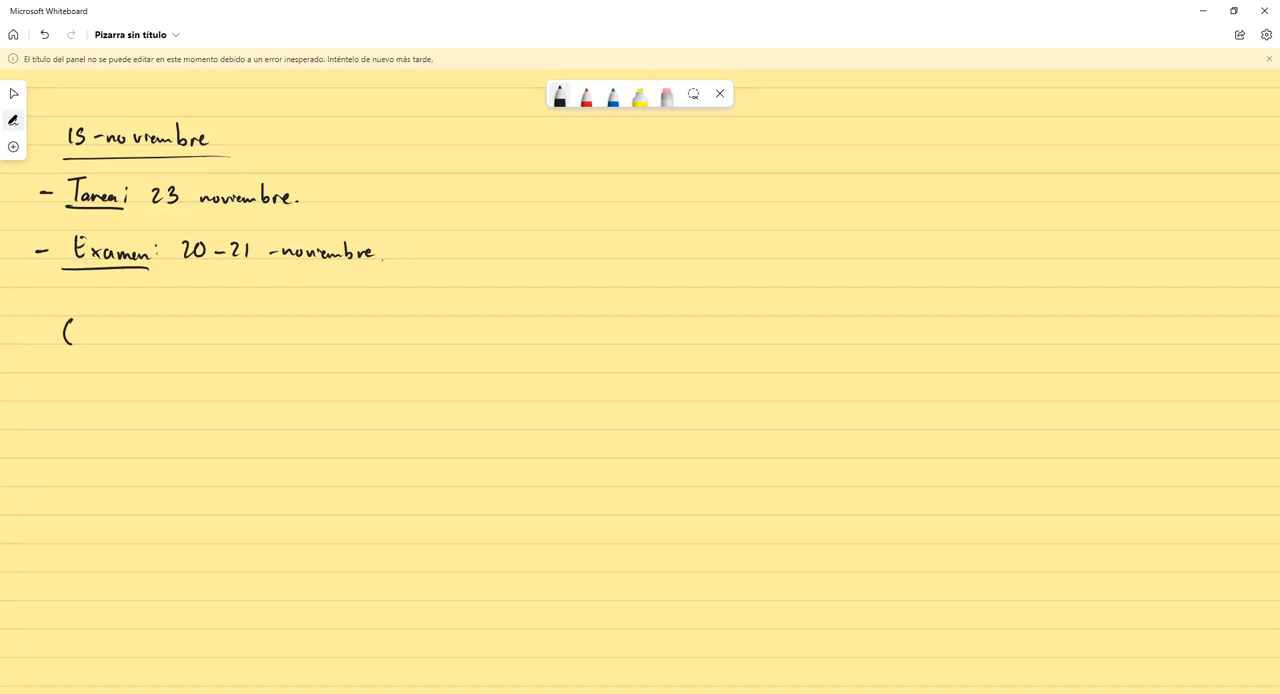 Microsoft Whiteboard
Pizarra sin título
El título del panel no se puede editar en este momento debido a un error inesperado. Inténtelo de nuevo más tarde.
15 -noviembre
- Tarea: 23 noviembre.
- Examen: 20-21 -noviembre.
(